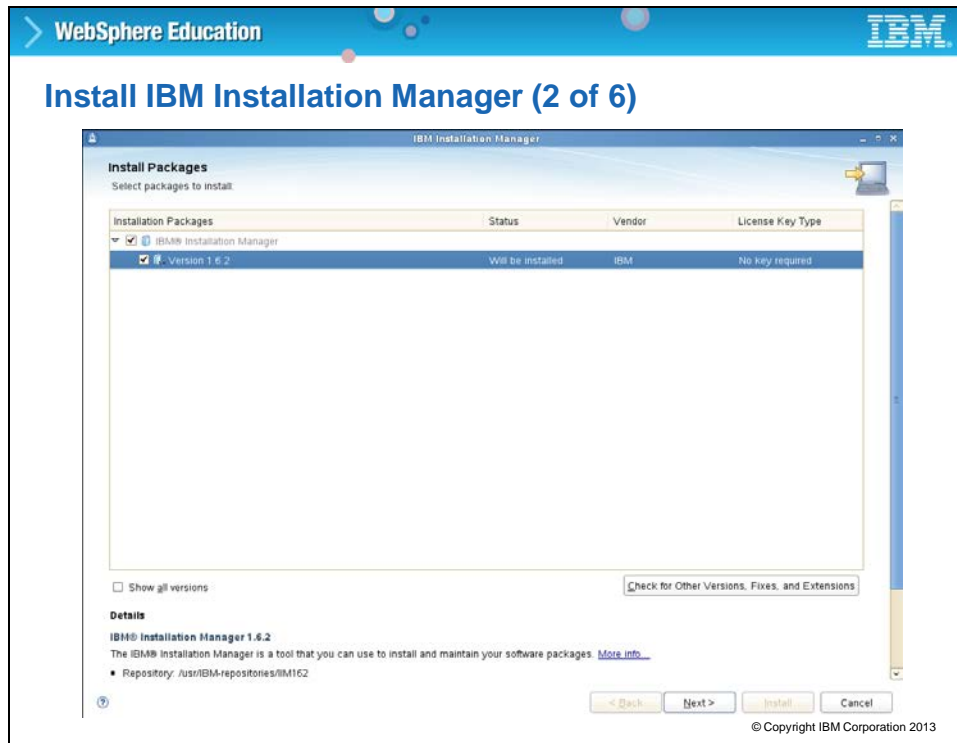 WebSphere Education
IBM.
Install IBM Installation Manager (2 of 6)
IBM Installation Manager
Install Packages
Select packages to install:
Installation Packages Status Vendor License Key Type
IBM® Installation Manager
Version 1.6.2 Will be installed IBM No key required
Show all versions
Check for Other Versions, Fixes, and Extensions
Details
IBM® Installation Manager 1.6.2
The IBM® Installation Manager is a tool that you can use to install and maintain your software packages. More info...
Repository: /usr/IBM-repositories/IIM162
?
< Back Next > Install Cancel
© Copyright IBM Corporation 2013